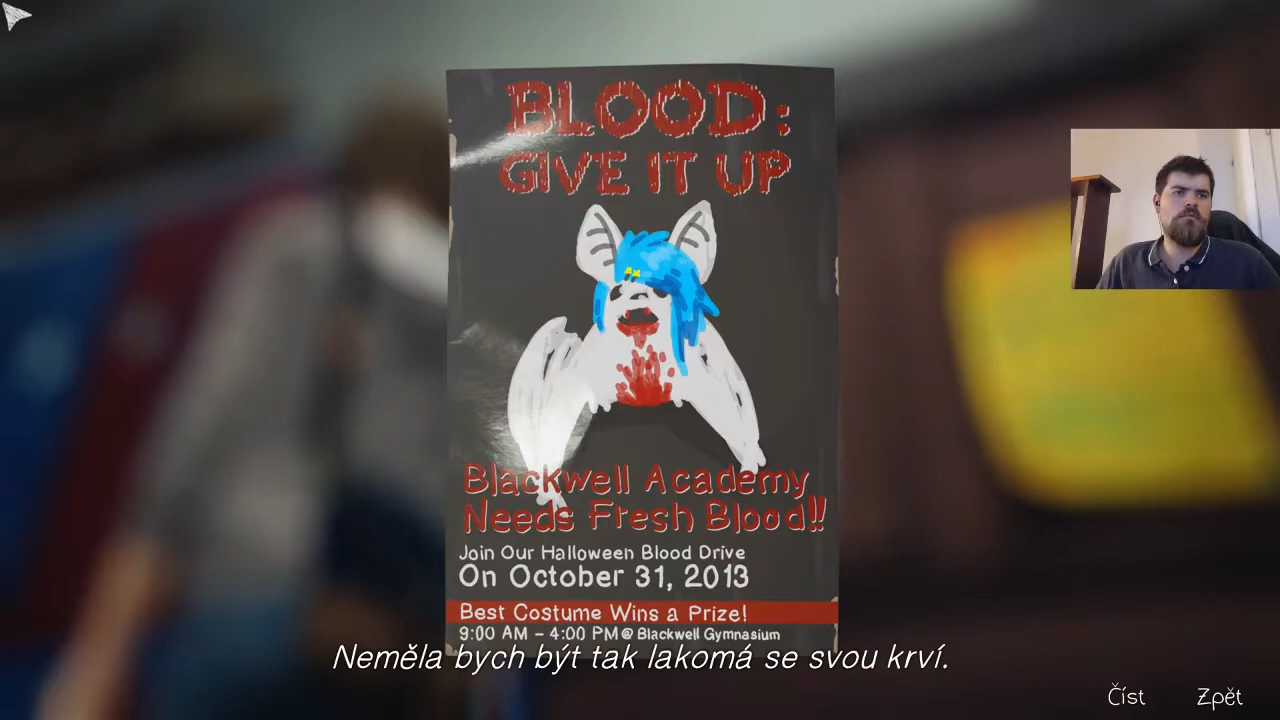 BLOOD:
GIVE IT UP
Blackwell Academy
Needs Fresh Blood!!
Join Our Halloween Blood Drive
On October 31, 2013
Best Costume Wins a Prize!
9:00 AM – 4:00 PM @ Blackwell Gymnasium
Neměla bych být tak lakomá se svou krví.
Číst Zpět